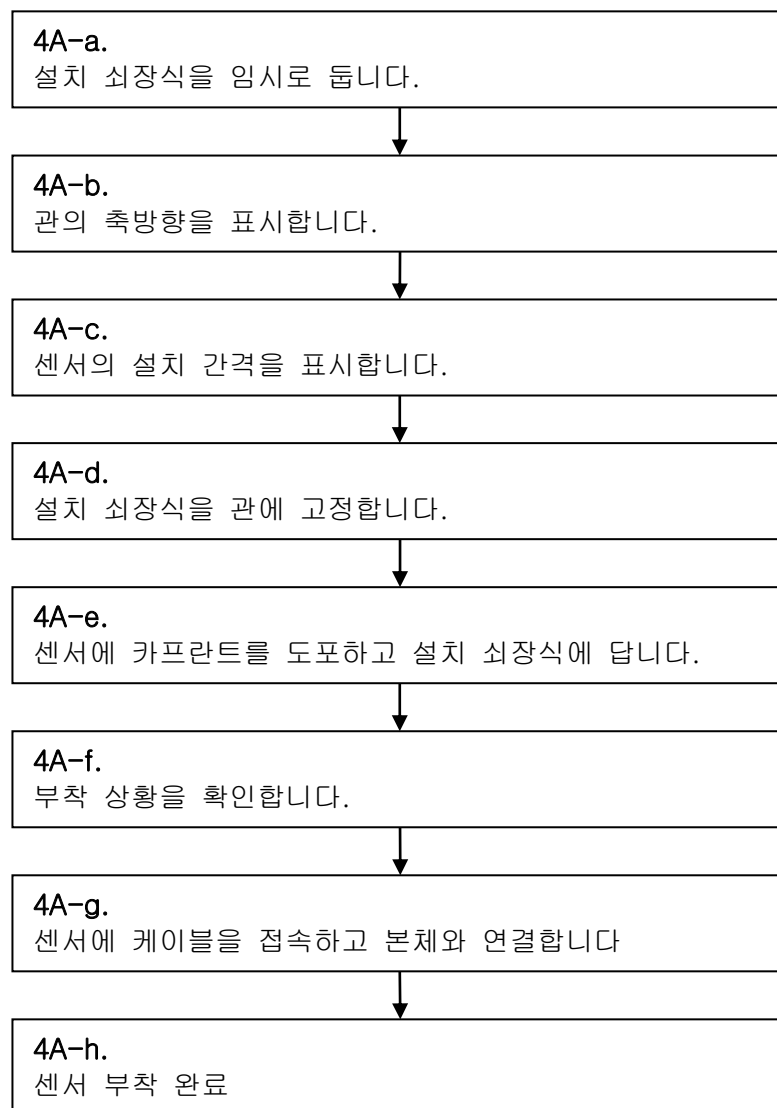 4A-a.
설치 쇠장식을 임시로 둡니다.
4A-b.
관의 축방향을 표시합니다.
4A-c.
센서의 설치 간격을 표시합니다.
4A-d.
설치 쇠장식을 관에 고정합니다.
4A-e.
센서에 카프란트를 도포하고 설치 쇠장식에 답니다.
4A-f.
부착 상황을 확인합니다.
4A-g.
센서에 케이블을 접속하고 본체와 연결합니다
4A-h.
센서 부착 완료